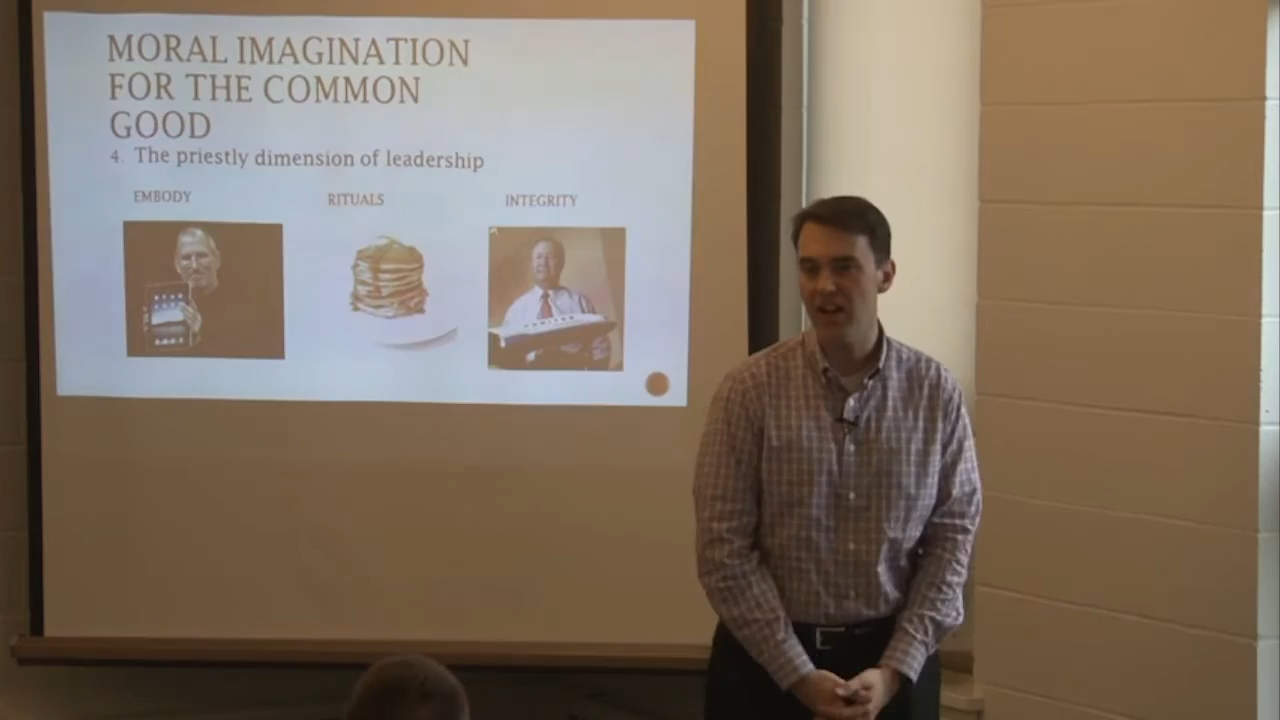 MORAL IMAGINATION
FOR THE COMMON
GOOD
4. The priestly dimension of leadership
EMBODY
RITUALS
INTEGRITY